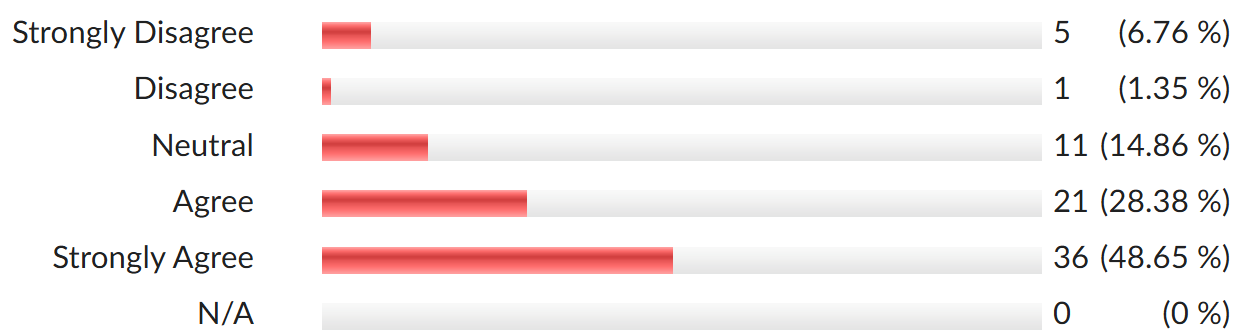 Strongly Disagree 5 (6.76 %)
Disagree 1 (1.35 %)
Neutral 11 (14.86 %)
Agree 21 (28.38 %)
Strongly Agree 36 (48.65 %)
N/A 0 (0 %)